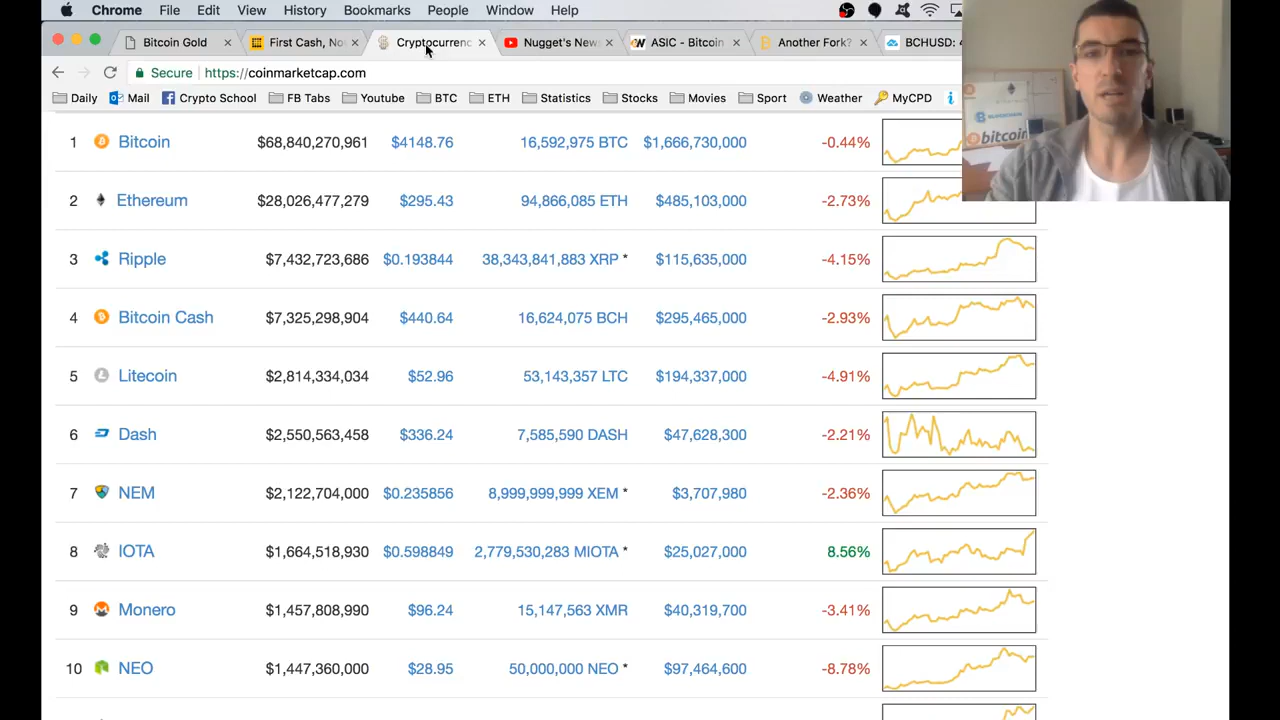 Chrome File Edit View History Bookmarks People Window Help
Bitcoin Gold × First Cash, No × Cryptocurrenc × Nugget's New × ASIC - Bitcoin × Another Fork? × BCHUSD: 4
Secure https://coinmarketcap.com
Daily Mail Crypto School FB Tabs Youtube BTC ETH Statistics Stocks Movies Sport Weather MyCPD
1 Bitcoin $68,840,270,961 $4148.76 16,592,975 BTC $1,666,730,000 -0.44%
2 Ethereum $28,026,477,279 $295.43 94,866,085 ETH $485,103,000 -2.73%
3 Ripple $7,432,723,686 $0.193844 38,343,841,883 XRP * $115,635,000 -4.15%
4 Bitcoin Cash $7,325,298,904 $440.64 16,624,075 BCH $295,465,000 -2.93%
5 Litecoin $2,814,334,034 $52.96 53,143,357 LTC $194,337,000 -4.91%
6 Dash $2,550,563,458 $336.24 7,585,590 DASH $47,628,300 -2.21%
7 NEM $2,122,704,000 $0.235856 8,999,999,999 XEM * $3,707,980 -2.36%
8 IOTA $1,664,518,930 $0.598849 2,779,530,283 MIOTA * $25,027,000 8.56%
9 Monero $1,457,808,990 $96.24 15,147,563 XMR $40,319,700 -3.41%
10 NEO $1,447,360,000 $28.95 50,000,000 NEO * $97,464,600 -8.78%
bitcoin